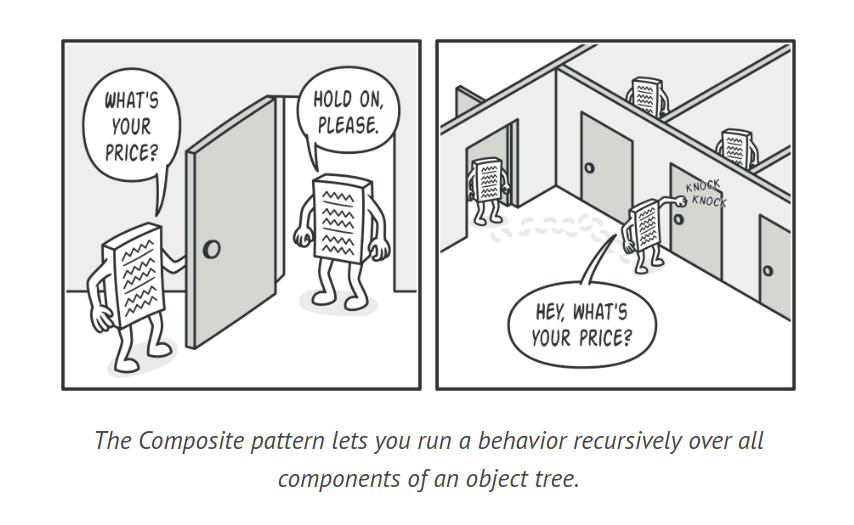 WHAT'S
YOUR
PRICE?
HOLD ON,
PLEASE.
KNOCK
KNOCK
HEY, WHAT'S
YOUR PRICE?
The Composite pattern lets you run a behavior recursively over all
components of an object tree.